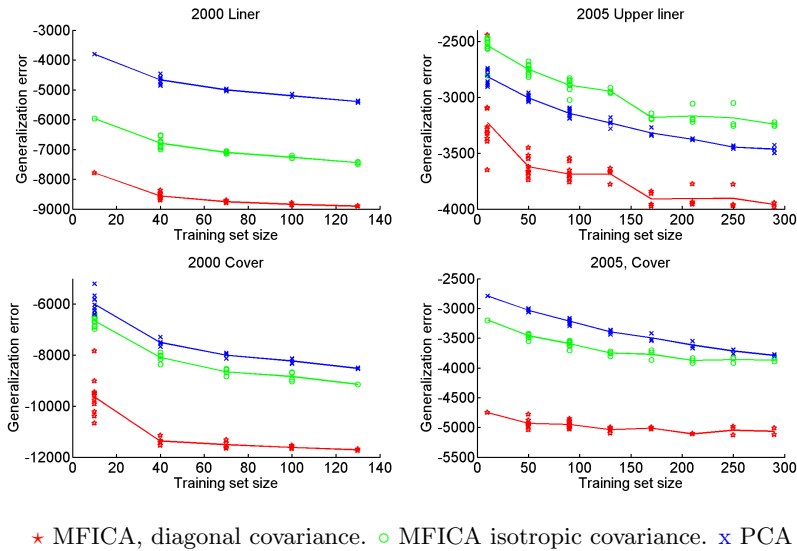 2000 Liner
Generalization error
-3000
-4000
-5000
-6000
-7000
-8000
-9000
0 20 40 60 80 100 120 140
Training set size
2005 Upper liner
Generalization error
-2500
-3000
-3500
-4000
0 50 100 150 200 250 300
Training set size
2000 Cover
Generalization error
-6000
-8000
-10000
-12000
0 20 40 60 80 100 120 140
Training set size
2005, Cover
Generalization error
-2500
-3000
-3500
-4000
-4500
-5000
-5500
0 50 100 150 200 250 300
Training set size
MFICA, diagonal covariance. MFICA isotropic covariance. x PCA